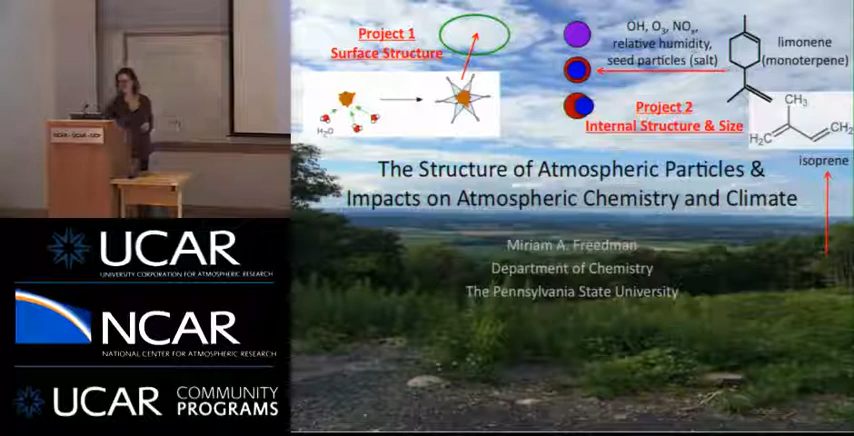 Project 1
Surface Structure
H₂O
OH, O₃, NOₓ,
relative humidity,
seed particles (salt)
limonene
(monoterpene)
Project 2
Internal Structure & Size
CH₃
H₂C
CH₂
isoprene
The Structure of Atmospheric Particles &
Impacts on Atmospheric Chemistry and Climate
Miriam A. Freedman
Department of Chemistry
The Pennsylvania State University
NCAR - UCAR - UCP
UCAR
UNIVERSITY CORPORATION FOR ATMOSPHERIC RESEARCH
NCAR
NATIONAL CENTER FOR ATMOSPHERIC RESEARCH
UCAR COMMUNITY
PROGRAMS